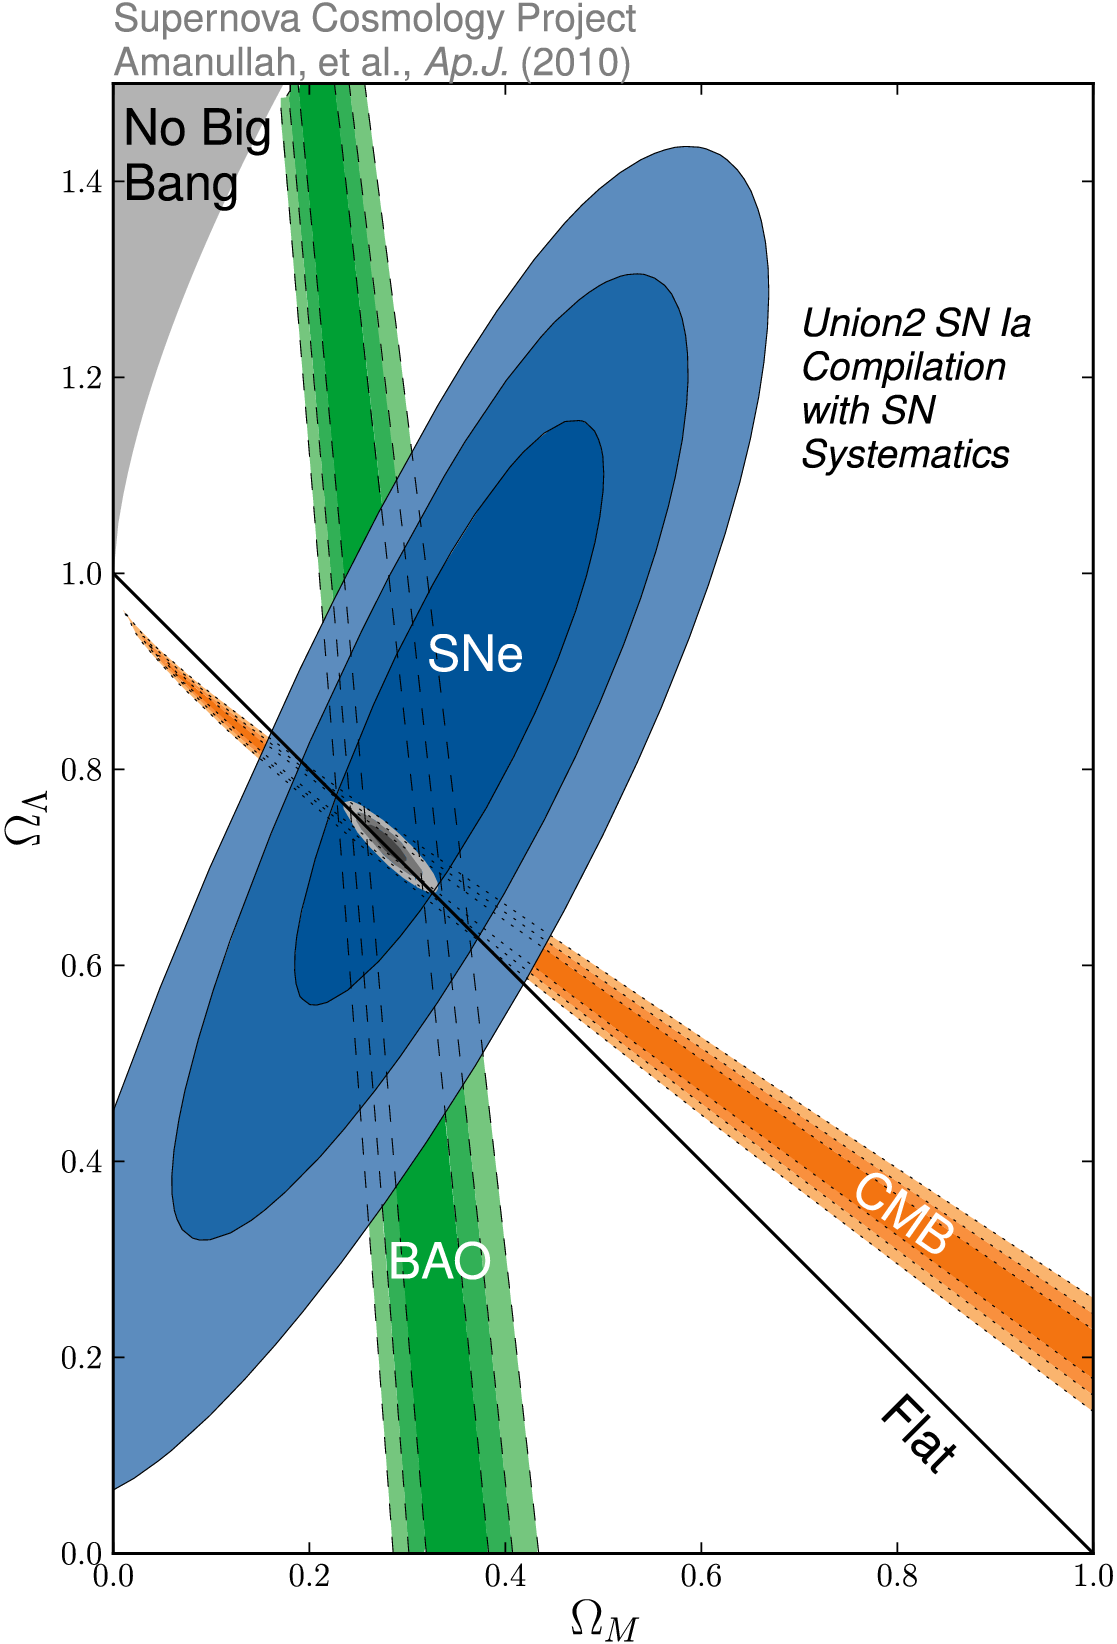 Supernova Cosmology Project
Amanullah, et al., Ap.J. (2010)
No Big
Bang
1.4
Union2 SN Ia
Compilation
with SN
Systematics
1.2
1.0
SNe
0.8
Ω_Λ
0.6
0.4
CMB
BAO
0.2
Flat
0.0
0.0 0.2 0.4 0.6 0.8 1.0
Ω_M